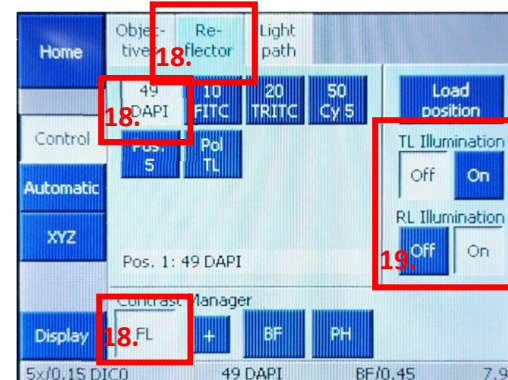 Home
Objec-
tives
Re-
flector
Light
path
18.
49
DAPI
10
FITC
20
TRITC
50
Cy 5
Load
position
18.
Control
Pos.
5
Pol
TL
TL Illumination
Off
On
Automatic
RL Illumination
XYZ
Off
On
19.
Pos. 1: 49 DAPI
Contrast Manager
Display
FL
+
BF
PH
18.
5x/0.15 DIC0
49 DAPI
BF/0.45
7.9